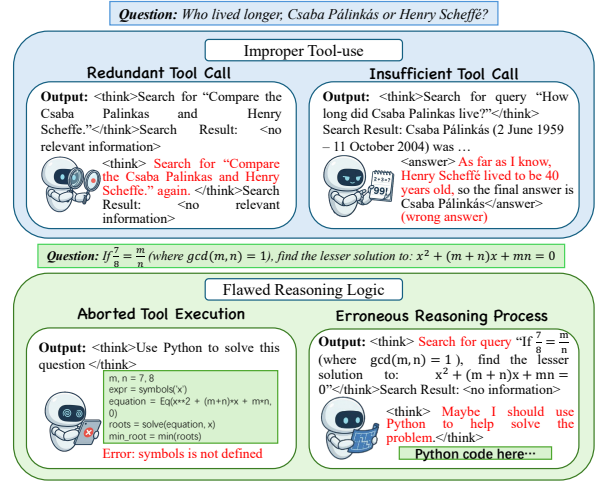 Question: Who lived longer, Csaba Pálinkás or Henry Scheffé?
Improper Tool-use
Redundant Tool Call
Output: <think>Search for “Compare the
Csaba Palinkas and Henry
Scheffe.”</think>Search Result: <no
relevant information>
<think> Search for “Compare
the Csaba Palinkas and Henry
Scheffe.” again. </think>Search
Result: <no relevant
information>
Insufficient Tool Call
Output: <think>Search for query “How
long did Csaba Palinkas live?”</think>
Search Result: Csaba Pálinkás (2 June 1959
– 11 October 2004) was …
<answer> As far as I know,
Henry Scheffé lived to be 40
years old, so the final answer is
Csaba Pálinkás</answer>
(wrong answer)
2+3=?
99!
Question: If 7/8 = m/n (where gcd(m, n) = 1), find the lesser solution to: x² + (m + n)x + mn = 0
Flawed Reasoning Logic
Aborted Tool Execution
Output: <think>Use Python to solve this
question </think>
m, n = 7, 8
expr = symbols('x')
equation = Eq(x**2 + (m+n)*x + m*n,
0)
roots = solve(equation, x)
min_root = min(roots)
Error: symbols is not defined
Erroneous Reasoning Process
Output: <think> Search for query “If 7/8 = m/n
(where gcd(m, n) = 1 ), find the lesser
solution to: x² + (m + n)x + mn =
0”</think>Search Result: <no information>
<think> Maybe I should use
Python to help solve the
problem.</think>
Python code here⋯